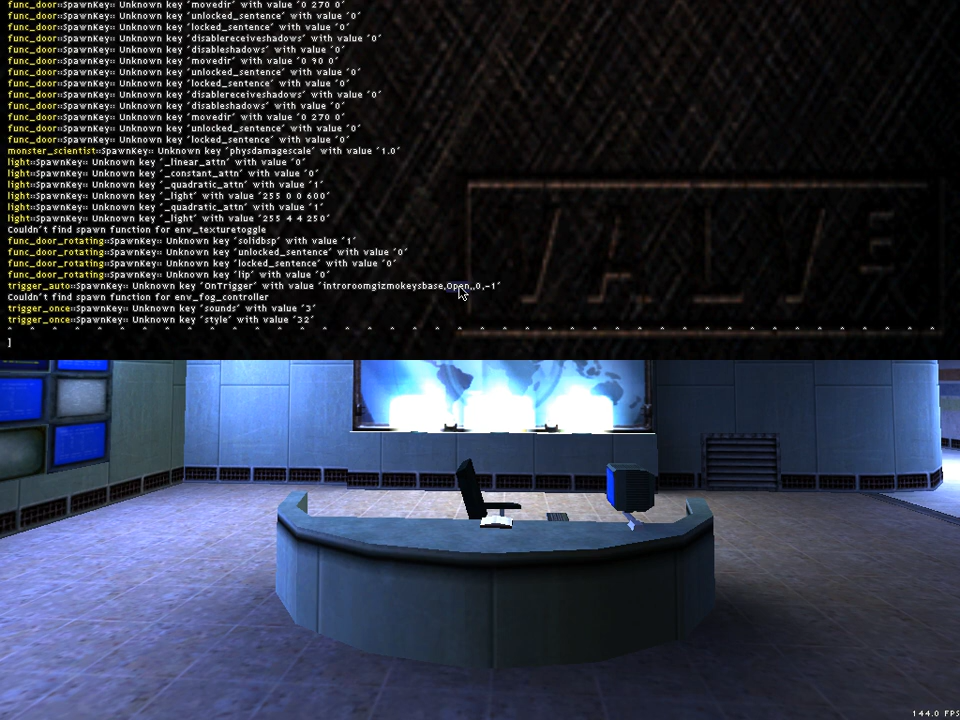 func_door::SpawnKey:: Unknown key 'movedir' with value '0 270 0'
func_door::SpawnKey:: Unknown key 'unlocked_sentence' with value '0'
func_door::SpawnKey:: Unknown key 'locked_sentence' with value '0'
func_door::SpawnKey:: Unknown key 'disablereceiveshadows' with value '0'
func_door::SpawnKey:: Unknown key 'disableshadows' with value '0'
func_door::SpawnKey:: Unknown key 'movedir' with value '0 90 0'
func_door::SpawnKey:: Unknown key 'unlocked_sentence' with value '0'
func_door::SpawnKey:: Unknown key 'locked_sentence' with value '0'
func_door::SpawnKey:: Unknown key 'disablereceiveshadows' with value '0'
func_door::SpawnKey:: Unknown key 'disableshadows' with value '0'
func_door::SpawnKey:: Unknown key 'movedir' with value '0 270 0'
func_door::SpawnKey:: Unknown key 'unlocked_sentence' with value '0'
func_door::SpawnKey:: Unknown key 'locked_sentence' with value '0'
monster_scientist::SpawnKey:: Unknown key 'physdamagescale' with value '1.0'
light::SpawnKey:: Unknown key '_linear_attn' with value '0'
light::SpawnKey:: Unknown key '_constant_attn' with value '0'
light::SpawnKey:: Unknown key '_quadratic_attn' with value '1'
light::SpawnKey:: Unknown key '_light' with value '255 0 0 600'
light::SpawnKey:: Unknown key '_quadratic_attn' with value '1'
light::SpawnKey:: Unknown key '_light' with value '255 4 4 250'
Couldn't find spawn function for env_texturetoggle
func_door_rotating::SpawnKey:: Unknown key 'solidbsp' with value '1'
func_door_rotating::SpawnKey:: Unknown key 'unlocked_sentence' with value '0'
func_door_rotating::SpawnKey:: Unknown key 'locked_sentence' with value '0'
func_door_rotating::SpawnKey:: Unknown key 'lip' with value '0'
trigger_auto::SpawnKey:: Unknown key 'OnTrigger' with value 'introroomgizmokeysbase,Open,,0,-1'
Couldn't find spawn function for env_fog_controller
trigger_once::SpawnKey:: Unknown key 'sounds' with value '3'
trigger_once::SpawnKey:: Unknown key 'style' with value '32'
^ ^ ^ ^ ^ ^ ^ ^ ^ ^ ^ ^ ^ ^ ^ ^ ^ ^ ^ ^ ^ ^ ^ ^ ^ ^ ^ ^ ^ ^ ^ ^ ^ ^ ^ ^ ^ ^ ^ ^ ^ ^
]
VALVE
144.0 FPS